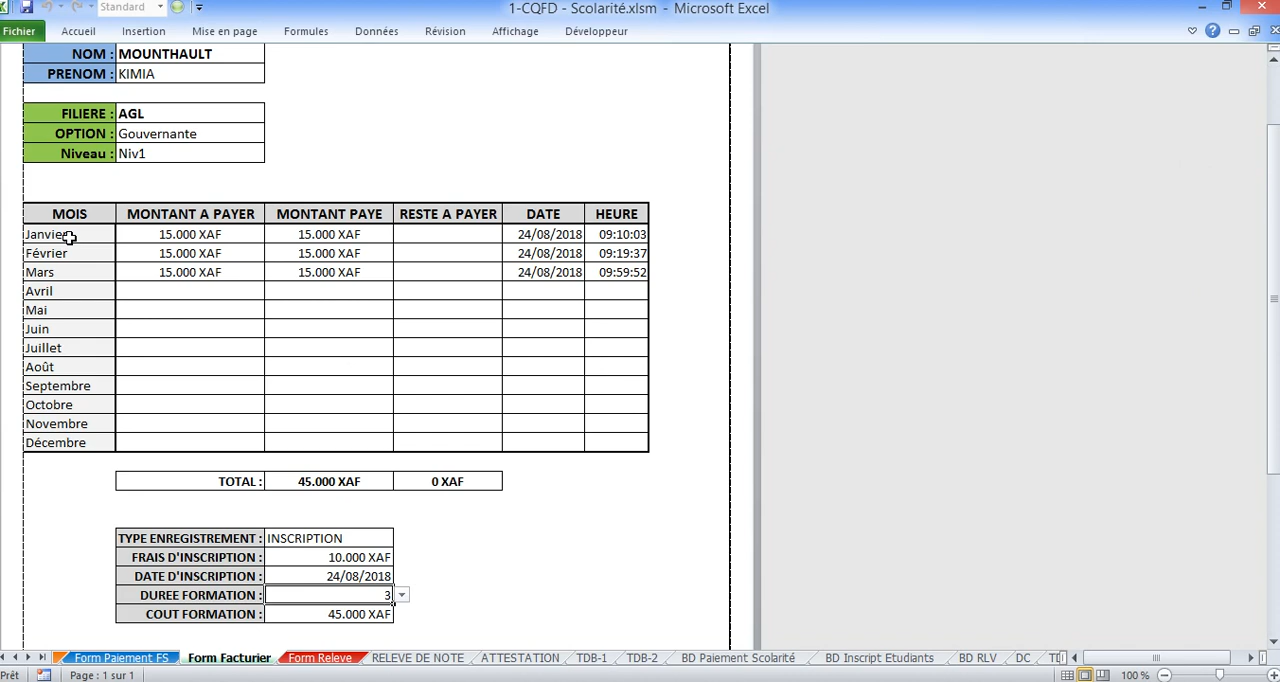 Standard
1-CQFD - Scolarité.xlsm - Microsoft Excel
Fichier Accueil Insertion Mise en page Formules Données Révision Affichage Développeur
NOM : MOUNTHAULT
PRENOM : KIMIA
FILIERE : AGL
OPTION : Gouvernante
Niveau : Niv1
MOIS MONTANT A PAYER MONTANT PAYE RESTE A PAYER DATE HEURE
Janvier 15.000 XAF 15.000 XAF 24/08/2018 09:10:03
Février 15.000 XAF 15.000 XAF 24/08/2018 09:19:37
Mars 15.000 XAF 15.000 XAF 24/08/2018 09:59:52
Avril
Mai
Juin
Juillet
Août
Septembre
Octobre
Novembre
Décembre
TOTAL : 45.000 XAF 0 XAF
TYPE ENREGISTREMENT : INSCRIPTION
FRAIS D'INSCRIPTION : 10.000 XAF
DATE D'INSCRIPTION : 24/08/2018
DUREE FORMATION : 3
COUT FORMATION : 45.000 XAF
Form Paiement FS Form Facturier Form Releve RELEVE DE NOTE ATTESTATION TDB-1 TDB-2 BD Paiement Scolarité BD Inscript Etudiants BD RLV DC
Prêt Page : 1 sur 1 100 %